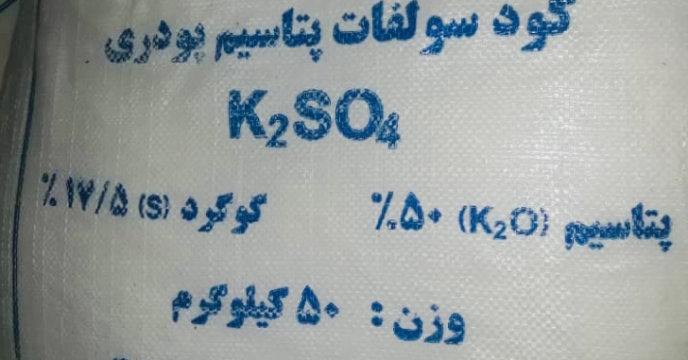 کود سولفات پتاسیم پودری
K₂SO₄
پتاسیم (K₂O) ۵۰٪ گوگرد (S) ۱۷/۵٪
وزن: ۵۰ کیلوگرم